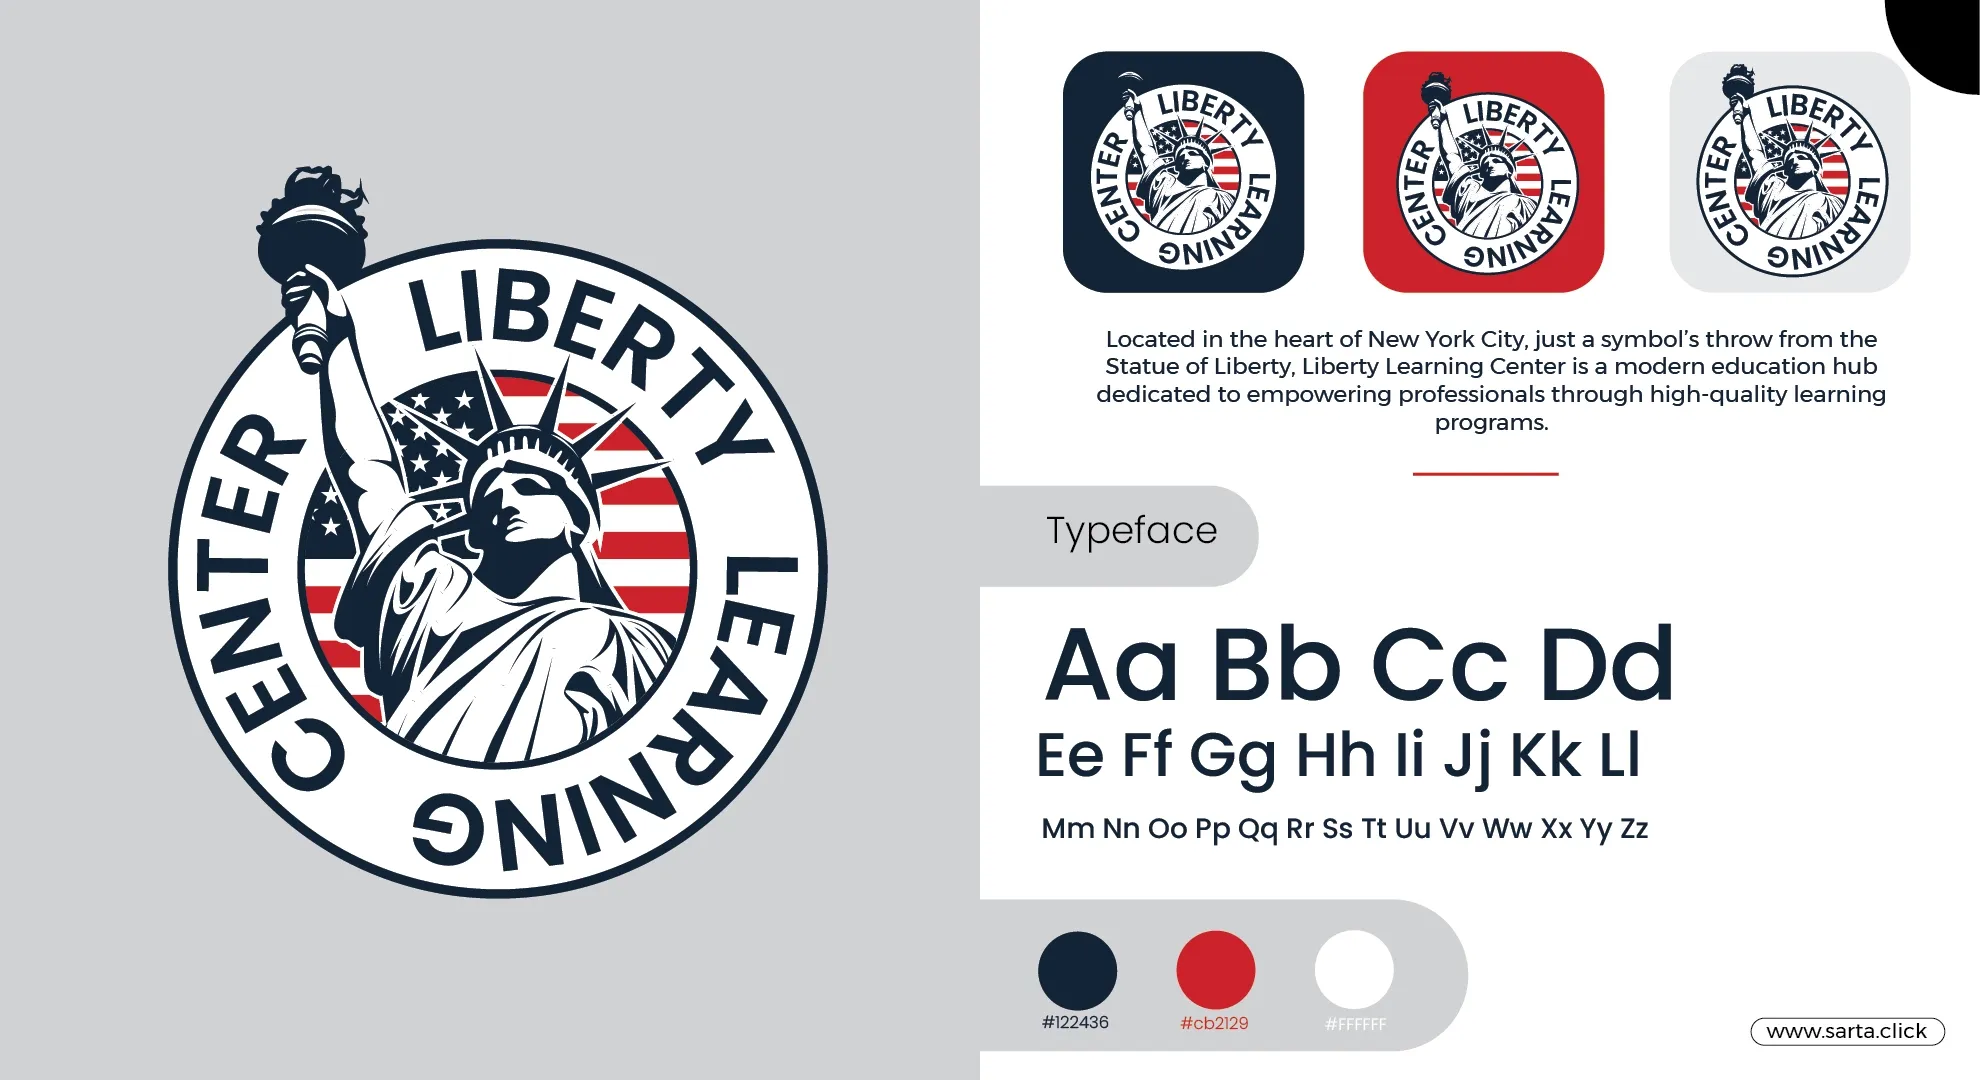 LIBERTY LEARNING CENTER
LIBERTY LEARNING CENTER
LIBERTY LEARNING CENTER
LIBERTY LEARNING CENTER
Located in the heart of New York City, just a symbol’s throw from the
Statue of Liberty, Liberty Learning Center is a modern education hub
dedicated to empowering professionals through high-quality learning
programs.
Typeface
Aa Bb Cc Dd
Ee Ff Gg Hh Ii Jj Kk Ll
Mm Nn Oo Pp Qq Rr Ss Tt Uu Vv Ww Xx Yy Zz
#122436 #cb2129 #FFFFFF
www.sarta.click